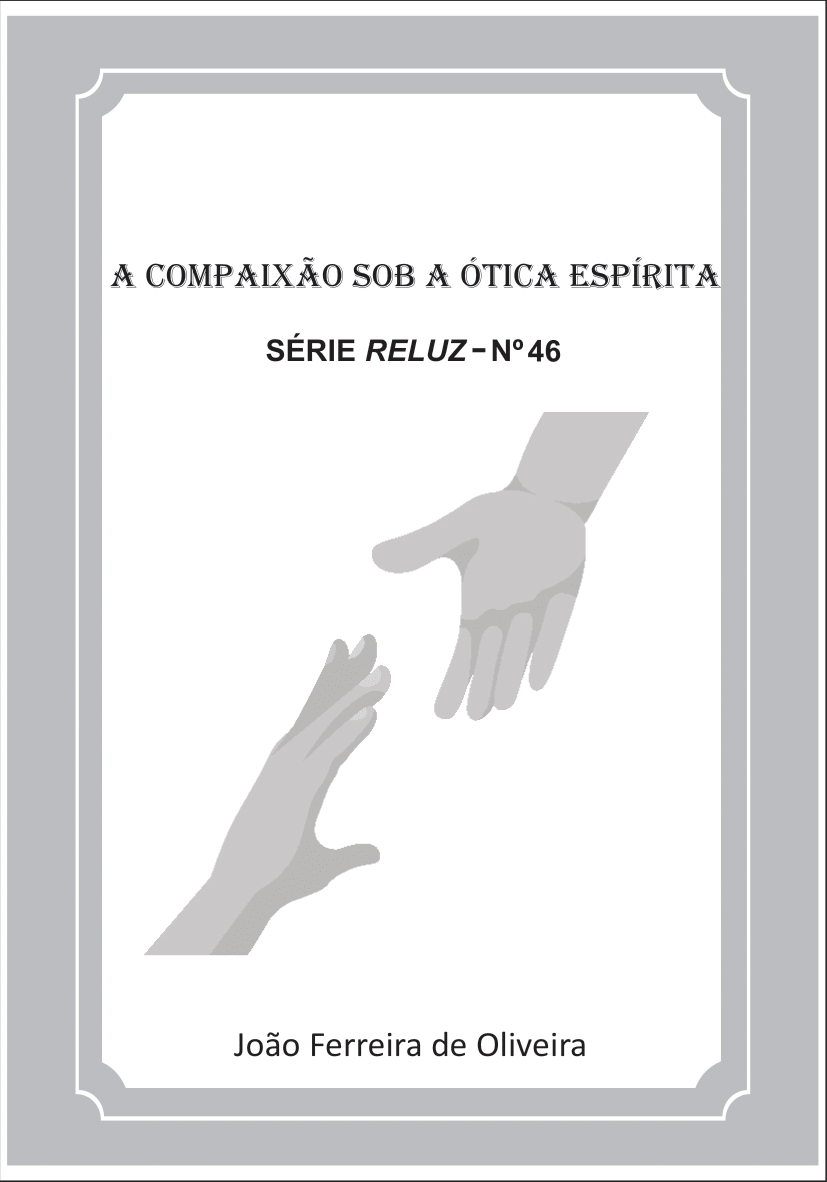 A COMPAIXÃO SOB A ÓTICA ESPÍRITA
SÉRIE RELUZ – Nº 46
João Ferreira de Oliveira